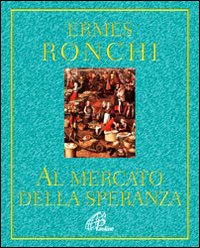 ERMES
RONCHI
AL MERCATO
DELLA SPERANZA
Paoline